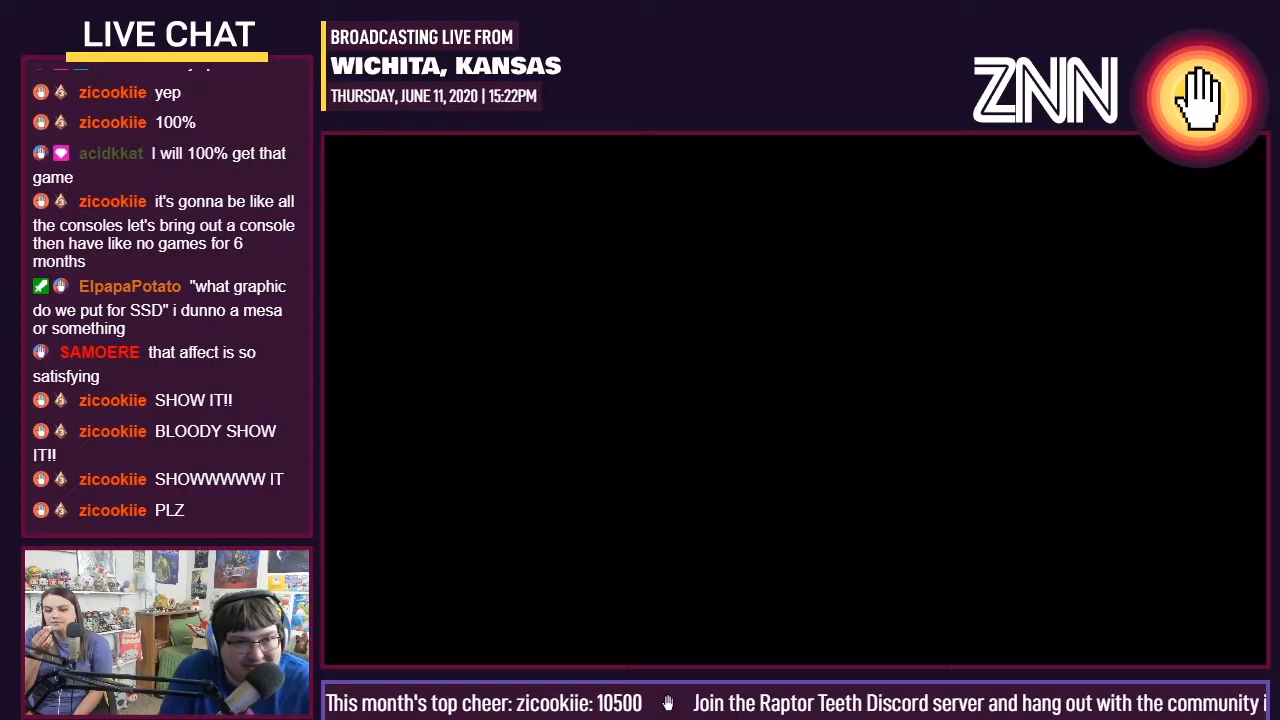 LIVE CHAT
zicookiie yep
zicookiie 100%
acidkkat I will 100% get that
game
zicookiie it's gonna be like all
the consoles let's bring out a console
then have like no games for 6
months
ElpapaPotato "what graphic
do we put for SSD" i dunno a mesa
or something
SAMOERE that affect is so
satisfying
zicookiie SHOW IT!!
zicookiie BLOODY SHOW
IT!!
zicookiie SHOWWWWW IT
zicookiie PLZ
BROADCASTING LIVE FROM
WICHITA, KANSAS
THURSDAY, JUNE 11, 2020 | 15:22PM
ZNN
This month's top cheer: zicookiie: 10500
Join the Raptor Teeth Discord server and hang out with the community i